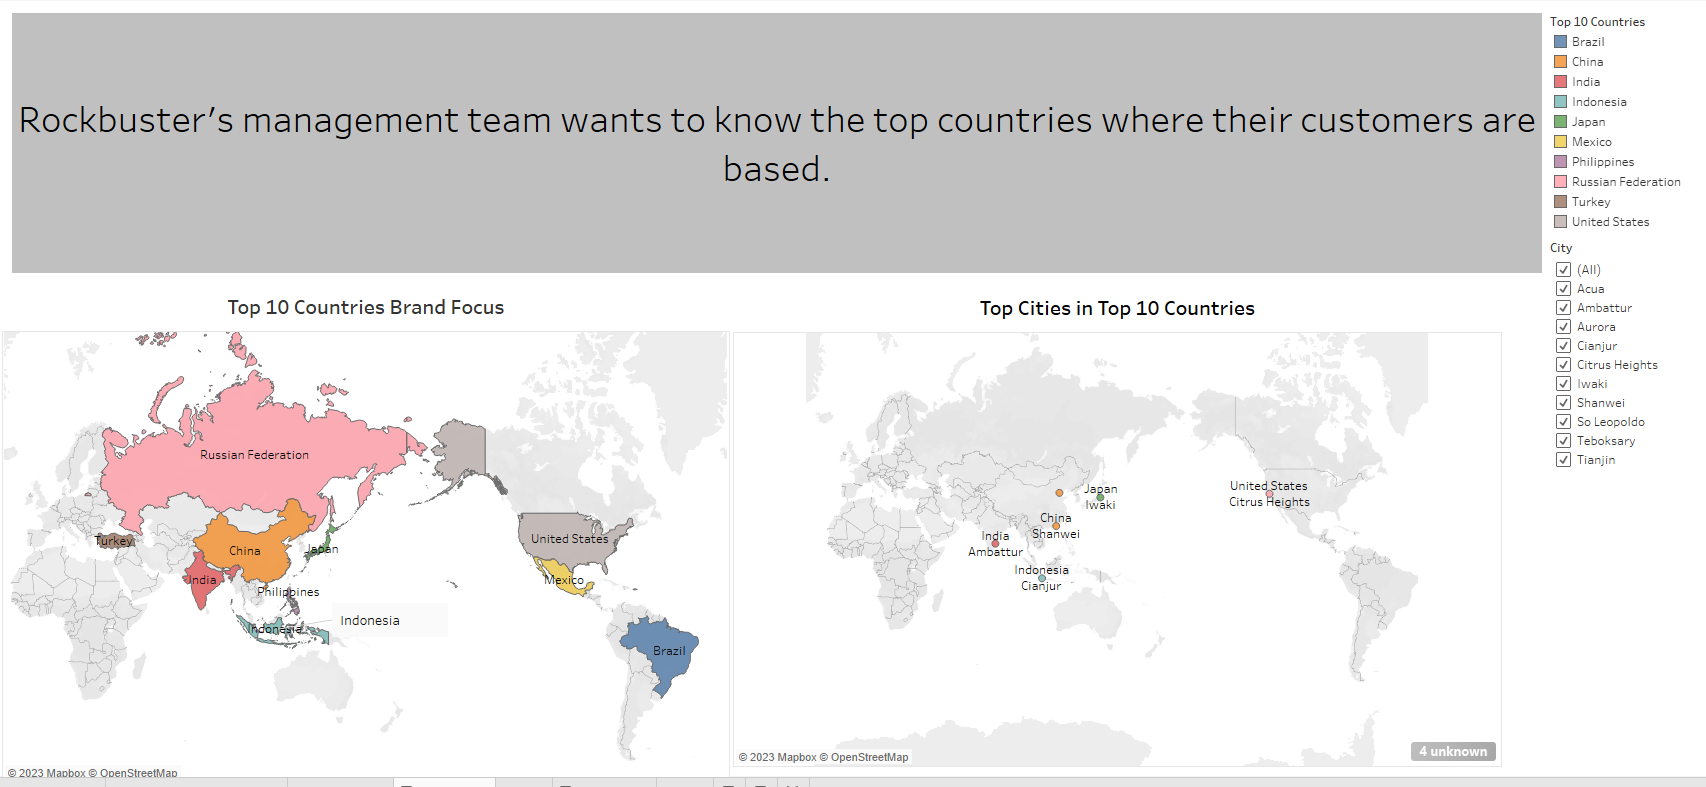 Rockbuster’s management team wants to know the top countries where their customers are
based.
Top 10 Countries
Brazil
China
India
Indonesia
Japan
Mexico
Philippines
Russian Federation
Turkey
United States
City
(All)
Acua
Ambattur
Aurora
Cianjur
Citrus Heights
Iwaki
Shanwei
So Leopoldo
Teboksary
Tianjin
Top 10 Countries Brand Focus
Russian Federation
Turkey
China
Japan
India
Philippines
Indonesia
Indonesia
United States
Mexico
Brazil
© 2023 Mapbox © OpenStreetMap
Top Cities in Top 10 Countries
Japan
Iwaki
China
Shanwei
India
Ambattur
Indonesia
Cianjur
United States
Citrus Heights
© 2023 Mapbox © OpenStreetMap
4 unknown